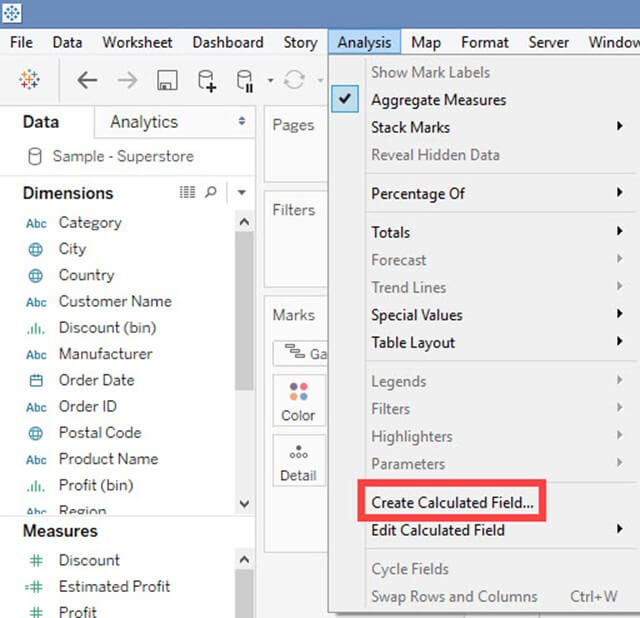 File Data Worksheet Dashboard Story Analysis Map Format Server Window
Data Analytics
Sample - Superstore
Dimensions
Abc Category
City
Country
Abc Customer Name
Discount (bin)
Abc Manufacturer
Order Date
Abc Order ID
Postal Code
Abc Product Name
Profit (bin)
Abc Region
Measures
Discount
Estimated Profit
Profit
Pages
Filters
Marks
Ga
Color
Detail
Show Mark Labels
Aggregate Measures
Stack Marks
Reveal Hidden Data
Percentage Of
Totals
Forecast
Trend Lines
Special Values
Table Layout
Legends
Filters
Highlighters
Parameters
Create Calculated Field...
Edit Calculated Field
Cycle Fields
Swap Rows and Columns Ctrl+W